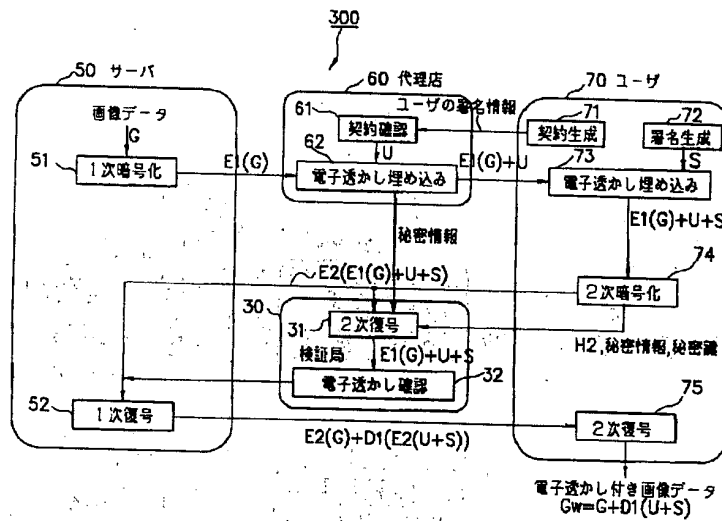 300
50 サーバ
画像データ
G
51
1次暗号化
E1(G)
60 代理店
ユーザの署名情報
61
契約確認
U
62
電子透かし埋め込み
E1(G)+U
70 ユーザ
71
契約生成
72
署名生成
S
73
電子透かし埋め込み
E1(G)+U+S
秘密情報
74
2次暗号化
E2(E1(G)+U+S)
H2,秘密情報,秘密鍵
30
31
2次復号
検証局
E1(G)+U+S
32
電子透かし確認
52
1次復号
E2(G)+D1(E2(U+S))
75
2次復号
電子透かし付き画像データ
Gw=G+D1(U+S)